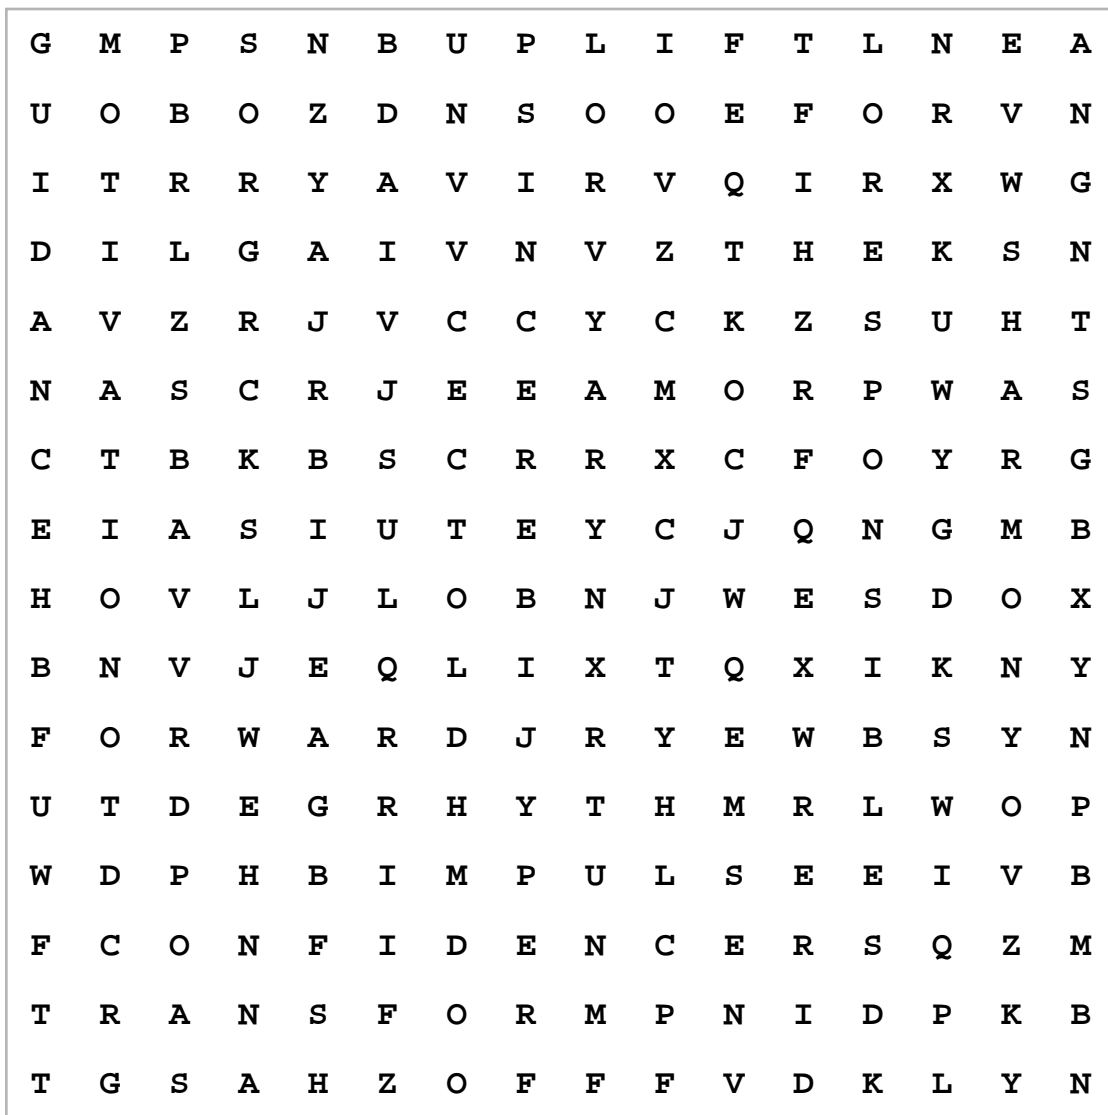 G M P S N B U P L I F T L N E A
U O B O Z D N S O O E F O R V N
I T R R Y A V I R V Q I R X W G
D I L G A I V N V Z T H E K S N
A V Z R J V C C Y C K Z S U H T
N A S C R J E E A M O R P W A S
C T B K B S C R R X C F O Y R G
E I A S I U T E Y C J Q N G M B
H O V L J L O B N J W E S D O X
B N V J E Q L I X T Q X I K N Y
F O R W A R D J R Y E W B S Y N
U T D E G R H Y T H M R L W O P
W D P H B I M P U L S E E I V B
F C O N F I D E N C E R S Q Z M
T R A N S F O R M P N I D P K B
T G S A H Z O F F F V D K L Y N